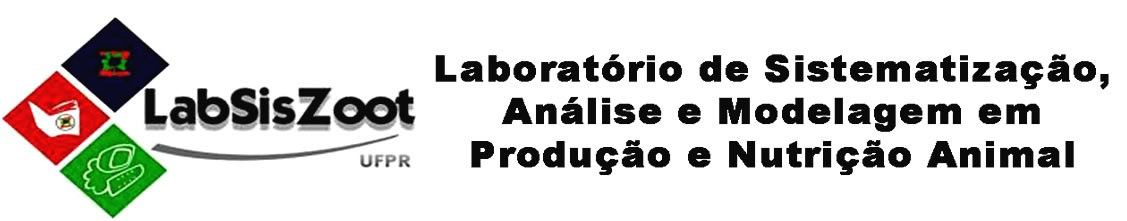 LabSisZoot
UFPR
Laboratório de Sistematização,
Análise e Modelagem em
Produção e Nutrição Animal